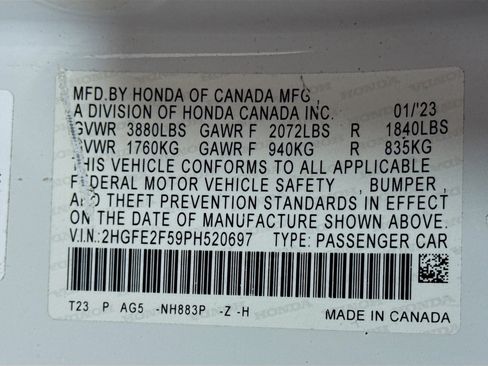 MFD.BY HONDA OF CANADA MFG.,
A DIVISION OF HONDA CANADA INC. 01/'23
GVWR 3880LBS GAWR F 2072LBS R 1840LBS
GVWR 1760KG GAWR F 940KG R 835KG
THIS VEHICLE CONFORMS TO ALL APPLICABLE
FEDERAL MOTOR VEHICLE SAFETY , BUMPER ,
AND THEFT PREVENTION STANDARDS IN EFFECT
ON THE DATE OF MANUFACTURE SHOWN ABOVE.
V.I.N.2HGFE2F59PH520697 TYPE: PASSENGER CAR
T23 P AG5 -NH883P -Z -H
MADE IN CANADA